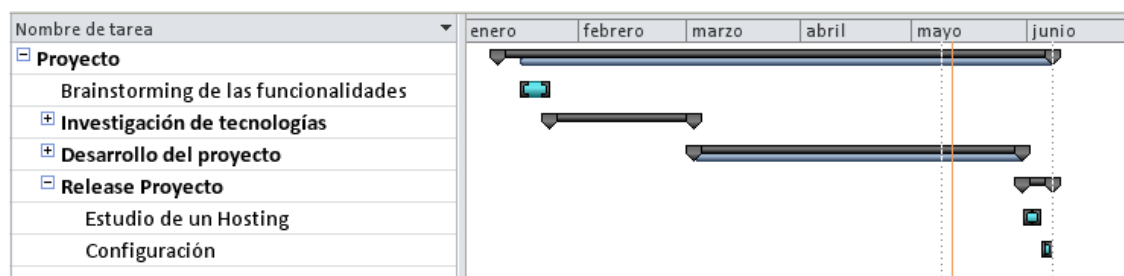 Nombre de tarea enero febrero marzo abril mayo junio
Proyecto
Brainstorming de las funcionalidades
Investigación de tecnologías
Desarrollo del proyecto
Release Proyecto
Estudio de un Hosting
Configuración